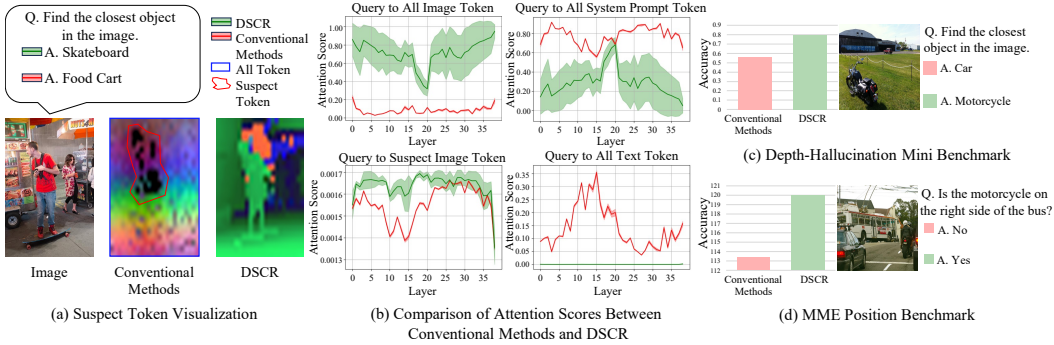 Q. Find the closest object
in the image.
A. Skateboard
A. Food Cart
DSCR
Conventional
Methods
All Token
Suspect
Token
Image
Conventional
Methods
DSCR
(a) Suspect Token Visualization
Query to All Image Token
Attention Score
1.00
0.80
0.60
0.40
0.20
0.00
0 5 10 15 20 25 30 35
Layer
Query to All System Prompt Token
Attention Score
0.80
0.60
0.40
0.20
0.00
0 5 10 15 20 25 30 35
Layer
Query to Suspect Image Token
Attention Score
0.0017
0.0016
0.0015
0.0014
0.0013
0 5 10 15 20 25 30 35
Layer
Query to All Text Token
Attention Score
0.35
0.30
0.25
0.20
0.15
0.10
0.05
0.00
0 5 10 15 20 25 30 35
Layer
(b) Comparison of Attention Scores Between
Conventional Methods and DSCR
Accuracy
0.9
0.8
0.7
0.6
0.5
0.4
0.3
0.2
0.1
0
Conventional
Methods
DSCR
Q. Find the closest
object in the image.
A. Car
A. Motorcycle
(c) Depth-Hallucination Mini Benchmark
Accuracy
121
120
119
118
117
116
115
114
113
112
Conventional
Methods
DSCR
Q. Is the motorcycle on
the right side of the bus?
A. No
A. Yes
(d) MME Position Benchmark